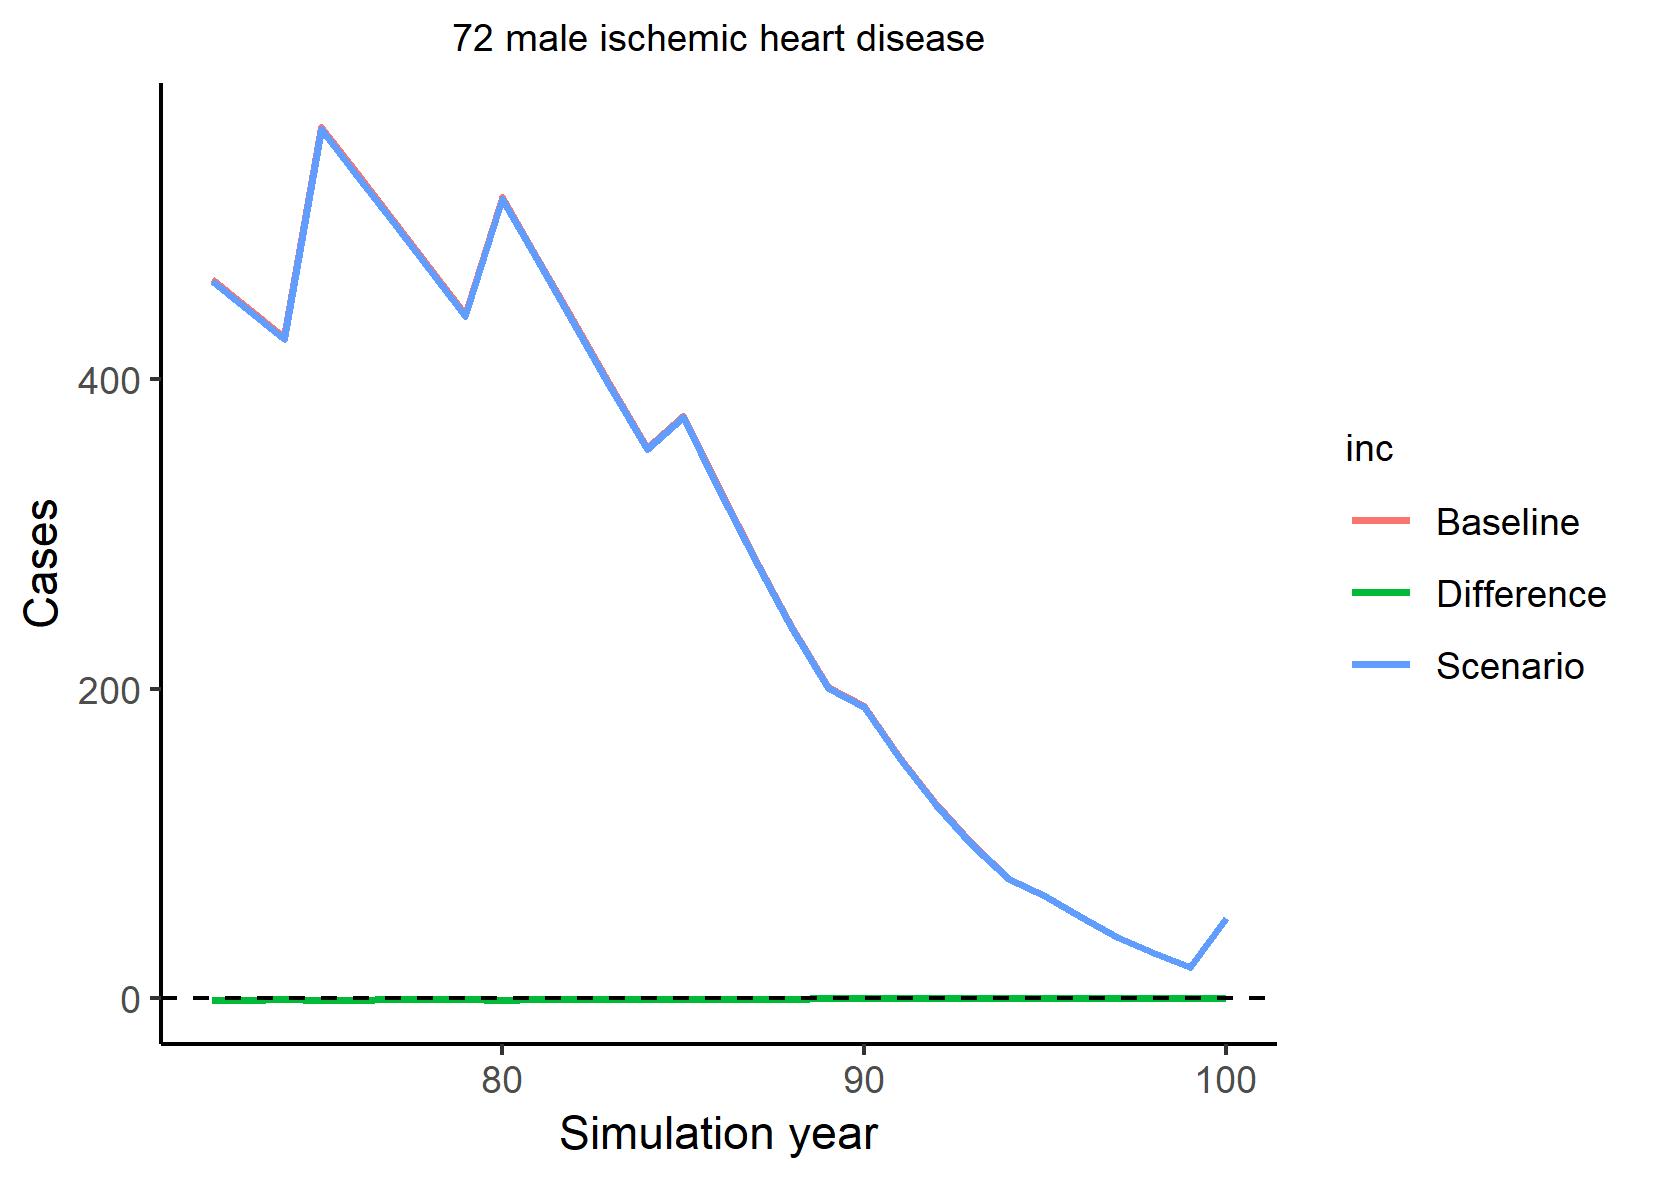 72 male ischemic heart disease
Cases
400
200
0
80 90 100
Simulation year
inc
Baseline
Difference
Scenario